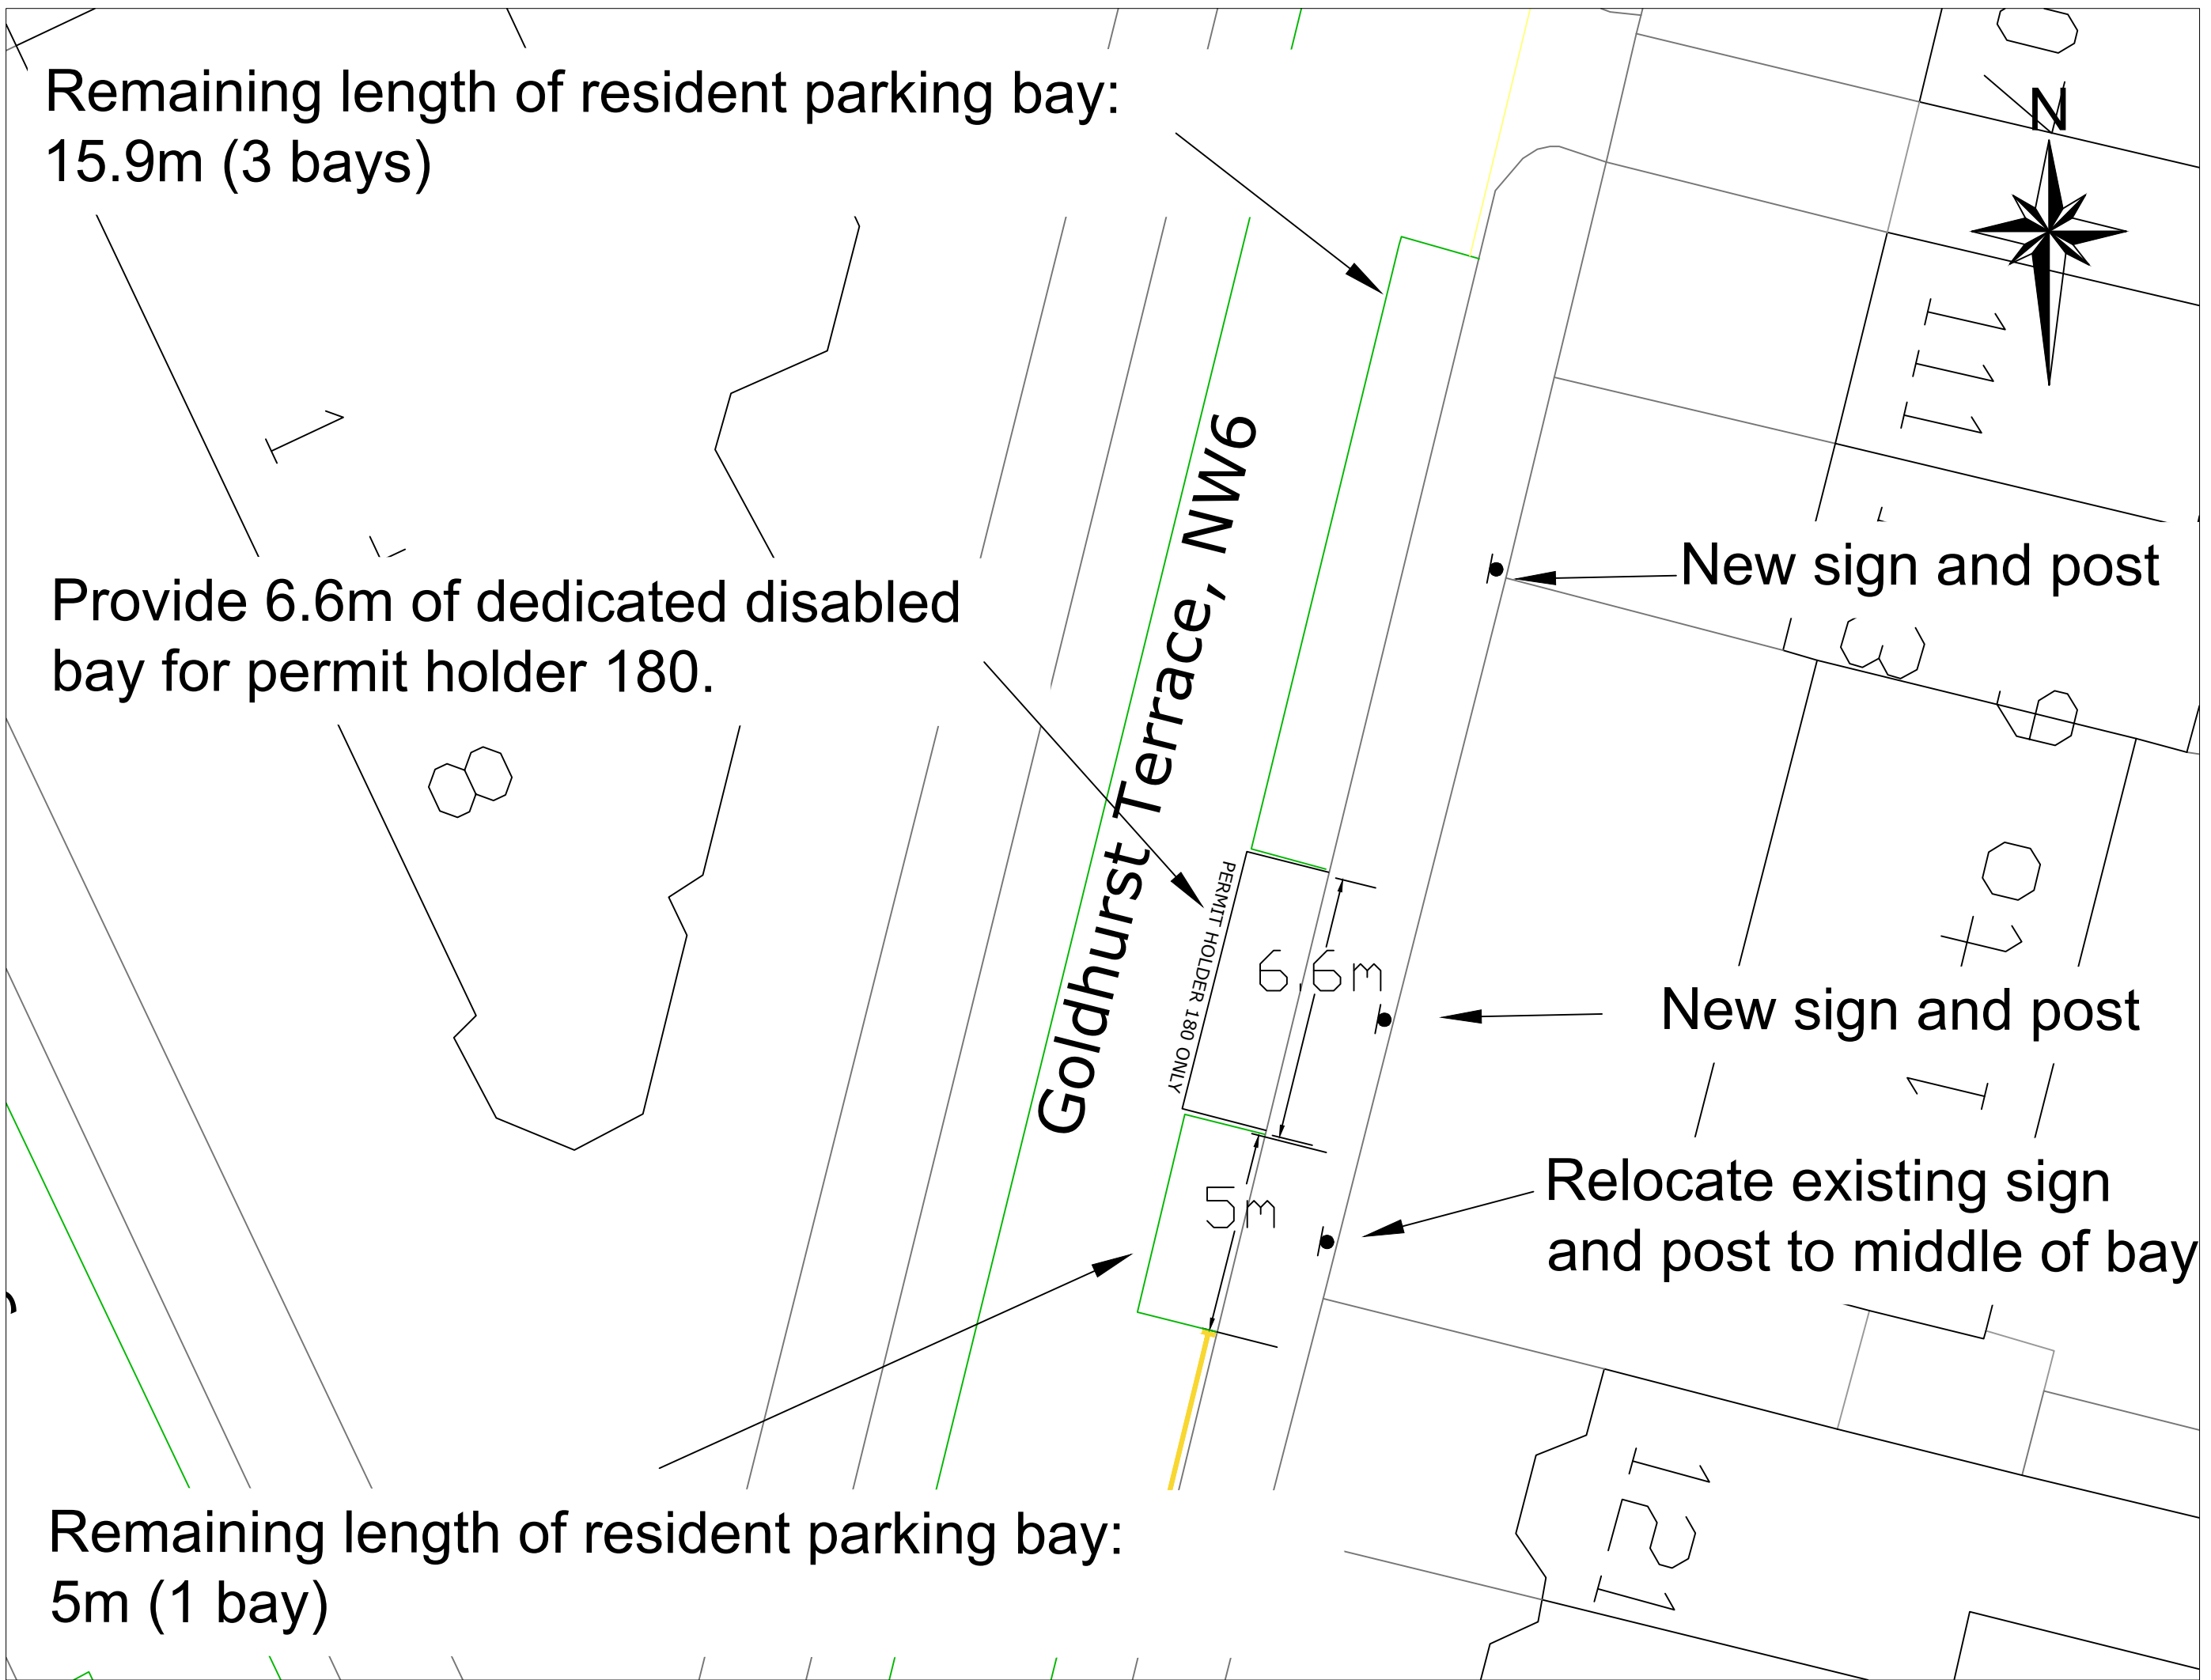 Remaining length of resident parking bay:
15.9m (3 bays)
N
111
New sign and post
Provide 6.6m of dedicated disabled
bay for permit holder 180.
Goldhurst Terrace, NW6
PERMIT HOLDER 180 ONLY
6.6m
New sign and post
5m
Relocate existing sign
and post to middle of bay
Remaining length of resident parking bay:
5m (1 bay)
121